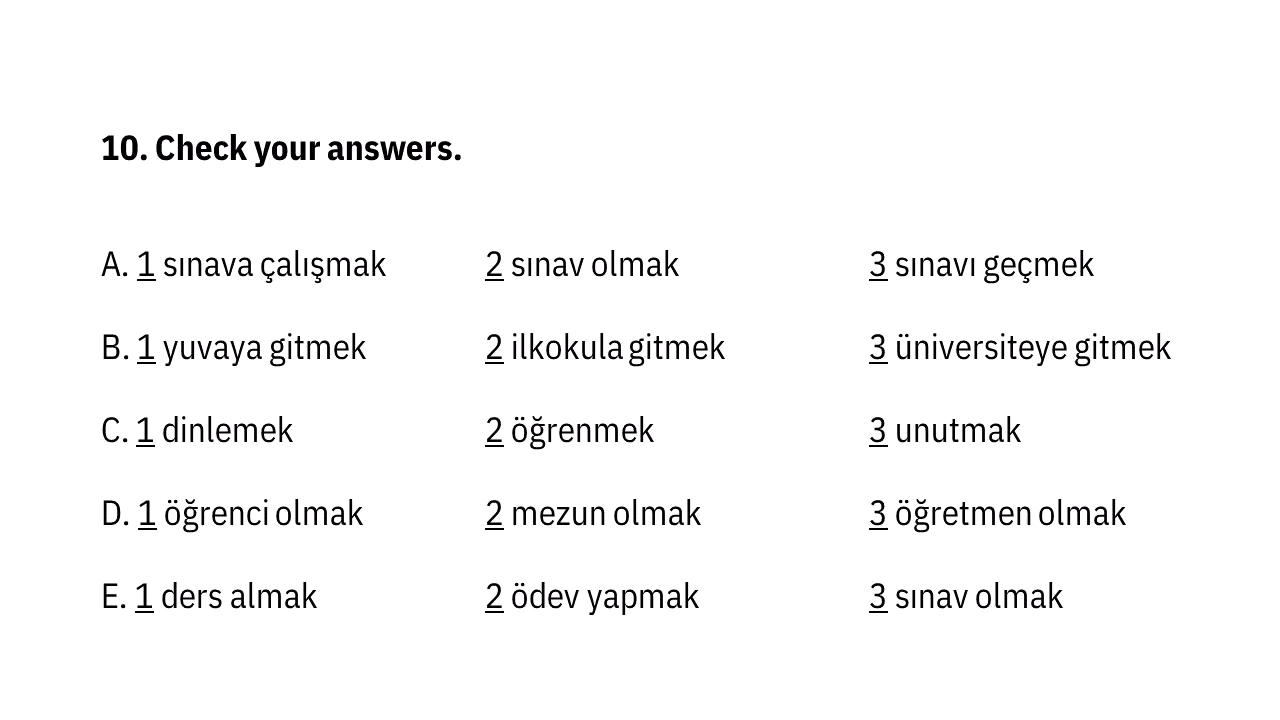 10. Check your answers.
A. 1 sınava çalışmak 2 sınav olmak 3 sınavı geçmek
B. 1 yuvaya gitmek 2 ilkokula gitmek 3 üniversiteye gitmek
C. 1 dinlemek 2 öğrenmek 3 unutmak
D. 1 öğrenci olmak 2 mezun olmak 3 öğretmen olmak
E. 1 ders almak 2 ödev yapmak 3 sınav olmak